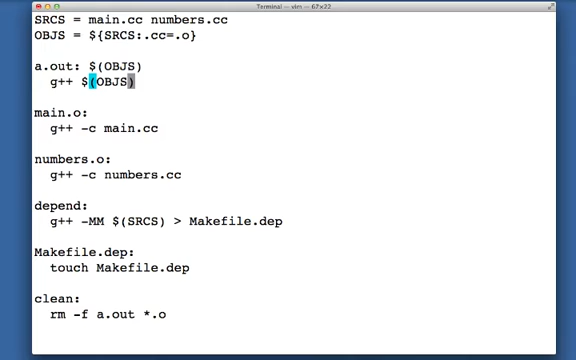 Terminal — vim — 67×22
SRCS = main.cc numbers.cc
OBJS = ${SRCS:.cc=.o}
a.out: $(OBJS)
g++ $(OBJS)
main.o:
g++ -c main.cc
numbers.o:
g++ -c numbers.cc
depend:
g++ -MM $(SRCS) > Makefile.dep
Makefile.dep:
touch Makefile.dep
clean:
rm -f a.out *.o